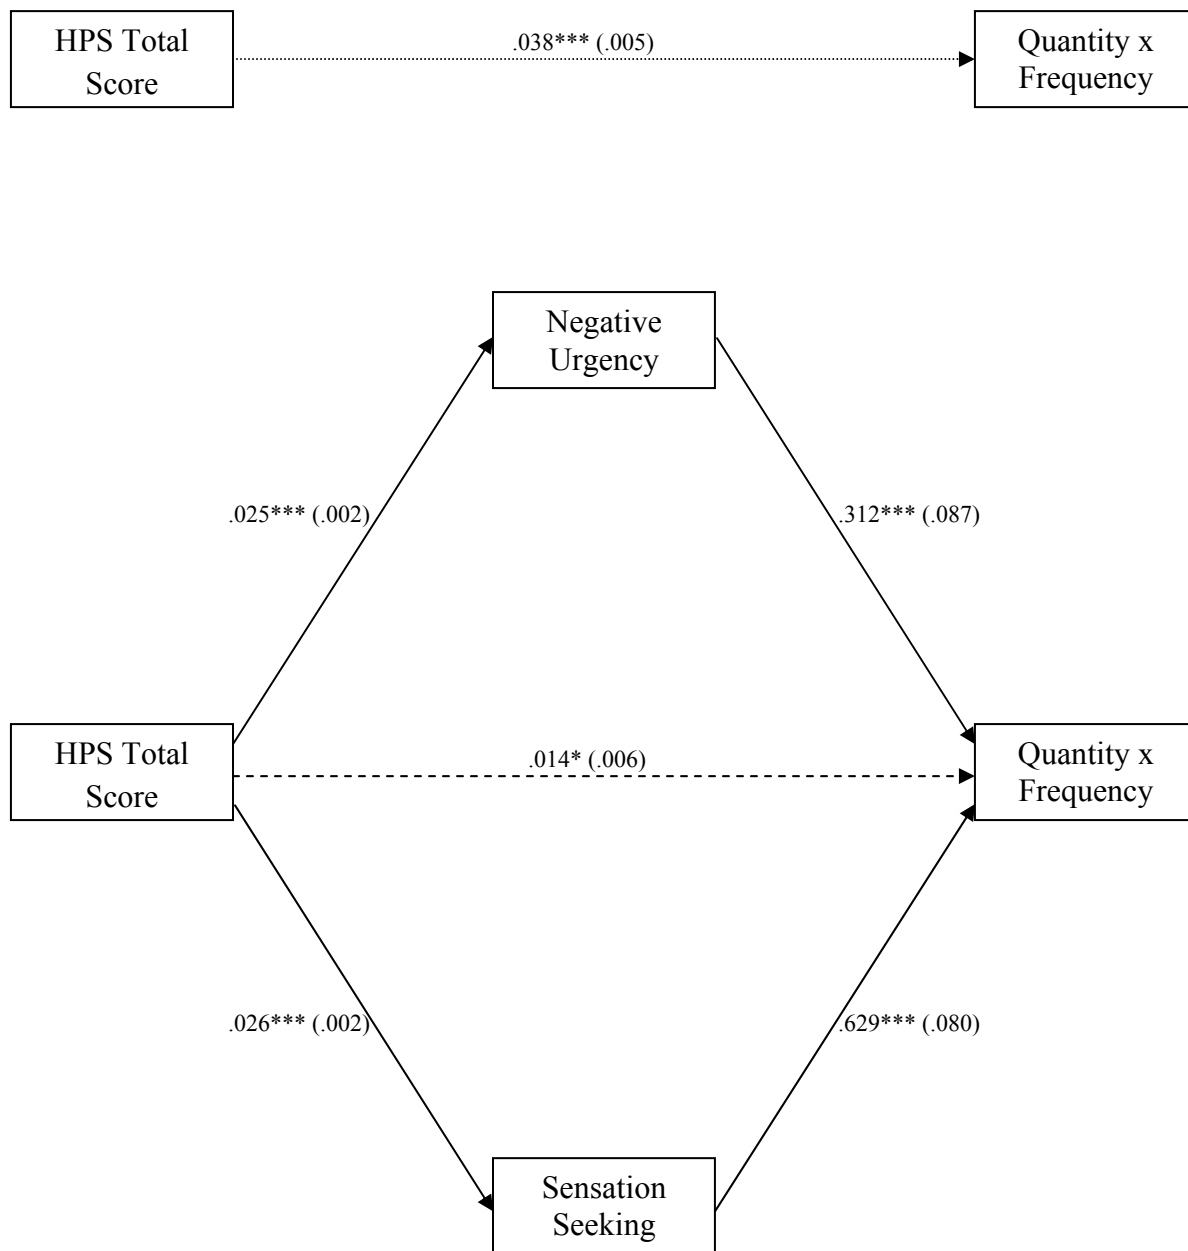 HPS Total
Score
.038*** (.005)
Quantity x
Frequency
Negative
Urgency
.025*** (.002)
.312*** (.087)
HPS Total
Score
.014* (.006)
Quantity x
Frequency
.026*** (.002)
.629*** (.080)
Sensation
Seeking